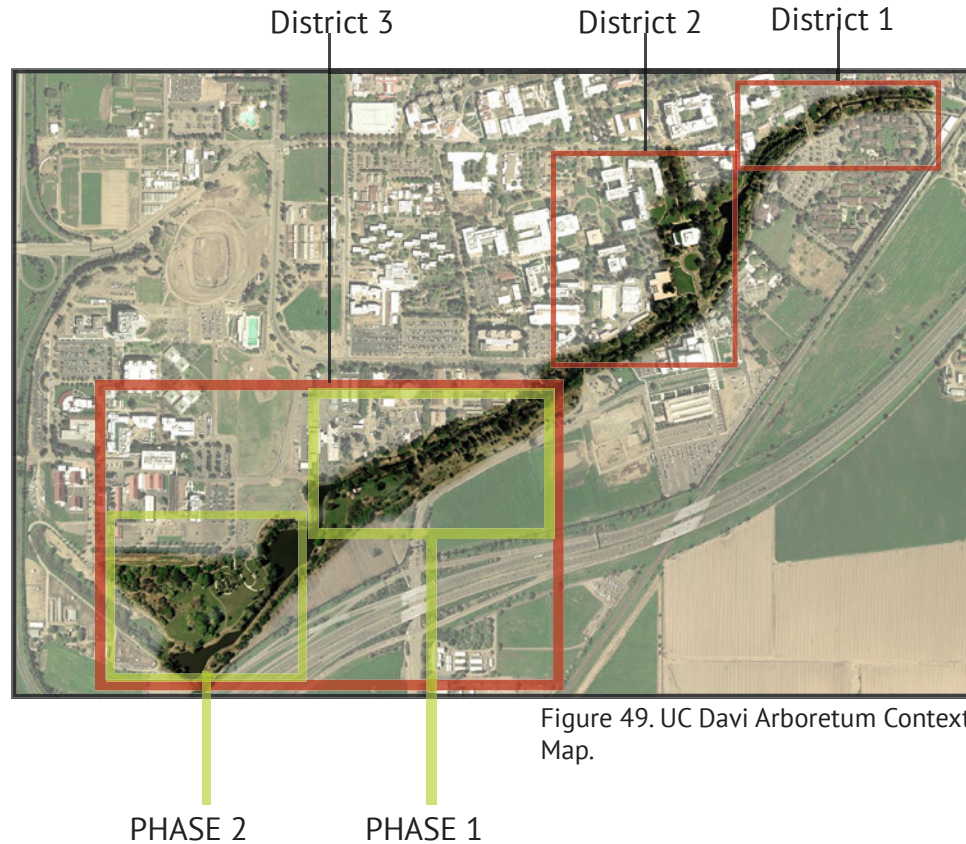 District 3
District 2
District 1
Figure 49. UC Davi Arboretum Context
Map.
PHASE 2
PHASE 1